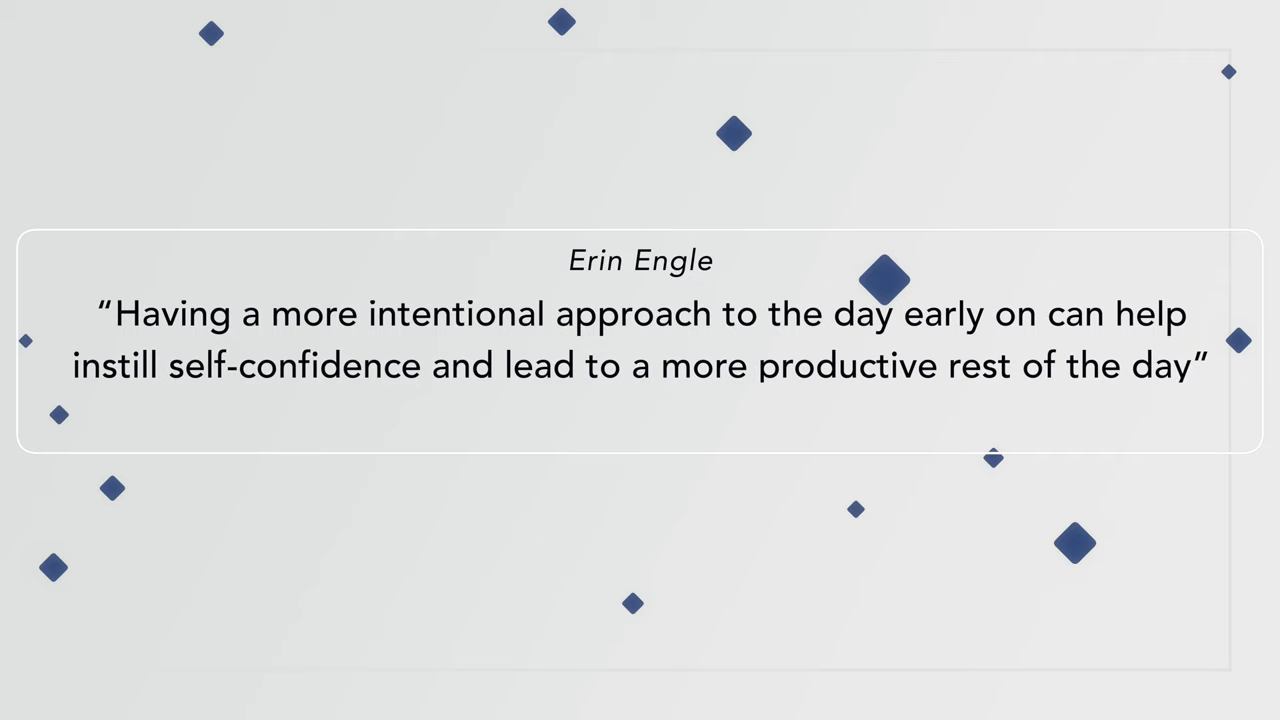 Erin Engle
“Having a more intentional approach to the day early on can help
instill self-confidence and lead to a more productive rest of the day”